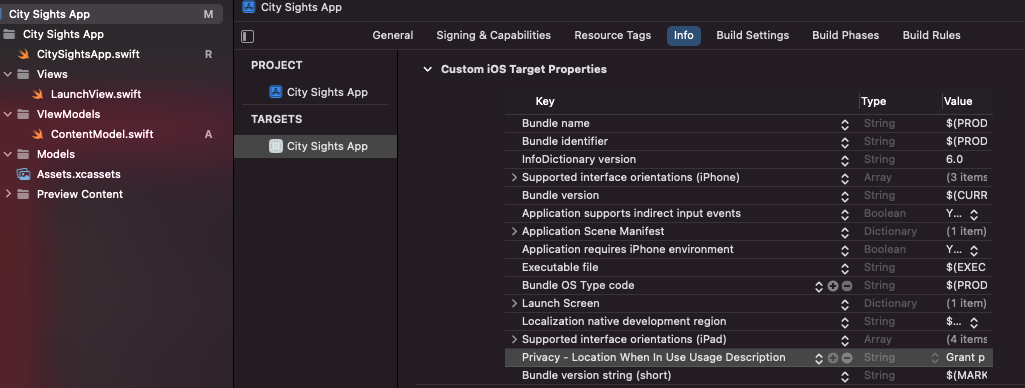 City Sights App M
City Sights App
CitySightsApp.swift R
Views
LaunchView.swift
VIewModels
ContentModel.swift A
Models
Assets.xcassets
Preview Content
City Sights App
General Signing & Capabilities Resource Tags Info Build Settings Build Phases Build Rules
PROJECT
City Sights App
TARGETS
City Sights App
Custom iOS Target Properties
Key Type Value
Bundle name String $(PROD
Bundle identifier String $(PROD
InfoDictionary version String 6.0
Supported interface orientations (iPhone) Array (3 items
Bundle version String $(CURR
Application supports indirect input events Boolean Y...
Application Scene Manifest Dictionary (1 item)
Application requires iPhone environment Boolean Y...
Executable file String $(EXEC
Bundle OS Type code String $(PROD
Launch Screen Dictionary (1 item)
Localization native development region String $...
Supported interface orientations (iPad) Array (4 items
Privacy - Location When In Use Usage Description String Grant p
Bundle version string (short) String $(MARK